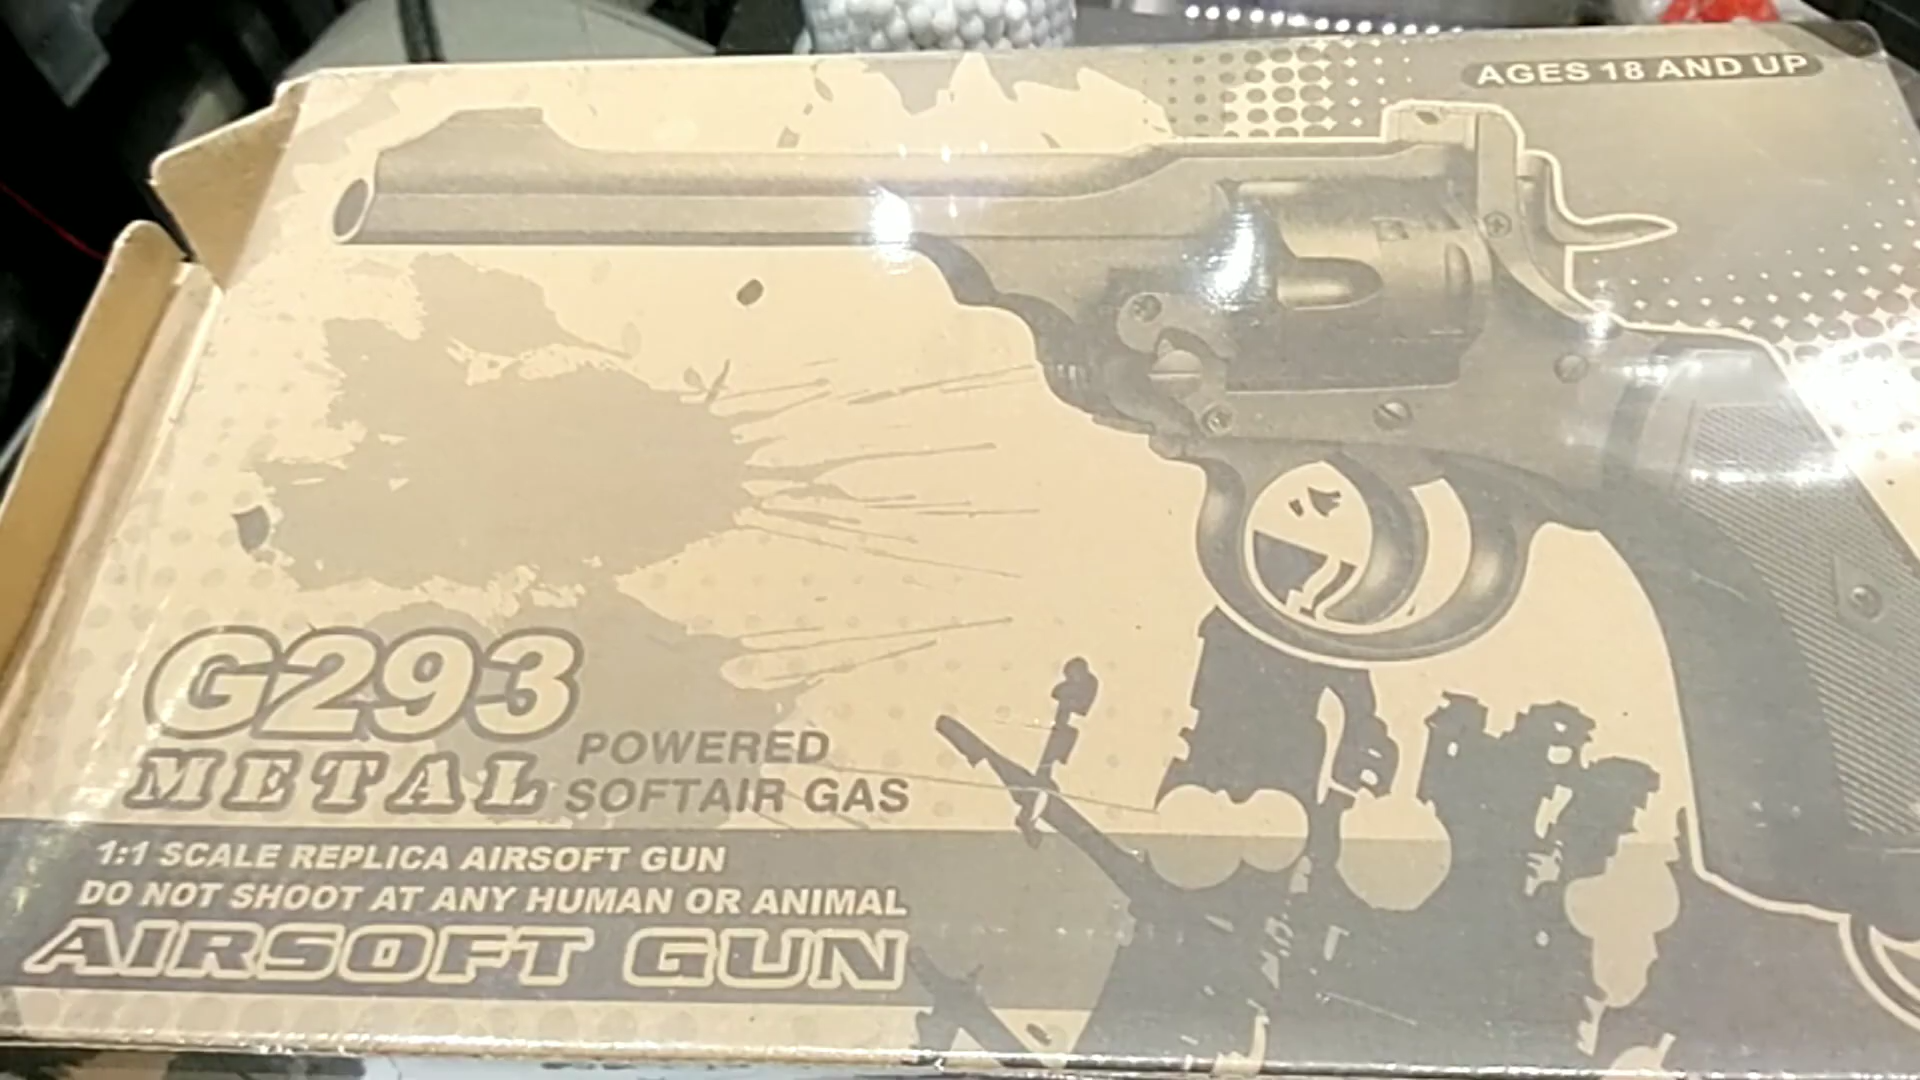 AGES 18 AND UP
G293
METAL
POWERED
SOFTAIR GAS
1:1 SCALE REPLICA AIRSOFT GUN
DO NOT SHOOT AT ANY HUMAN OR ANIMAL
AIRSOFT GUN